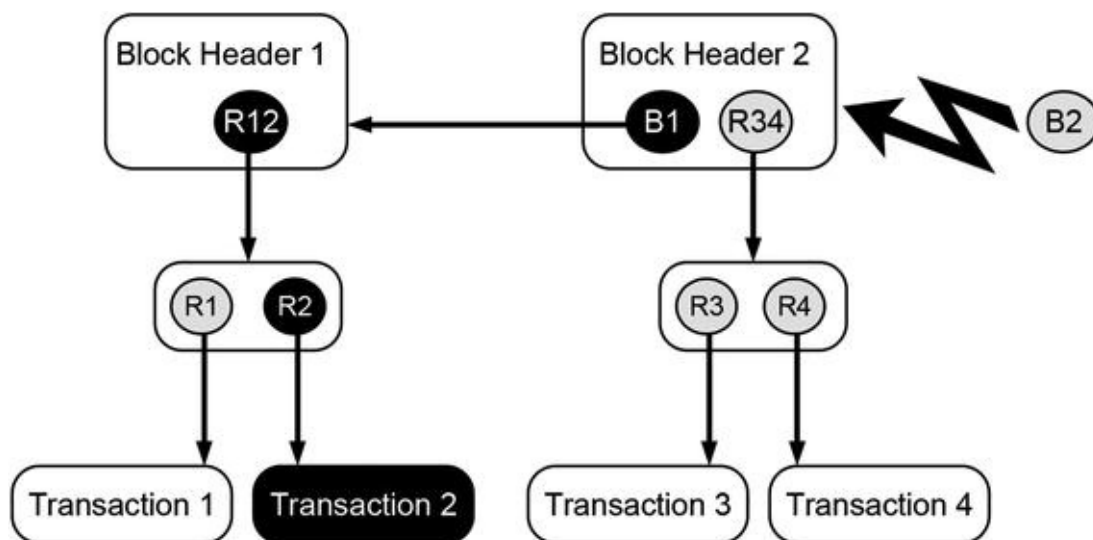 Block Header 1
Block Header 2
R12
B1
R34
B2
R1
R2
R3
R4
Transaction 1
Transaction 2
Transaction 3
Transaction 4